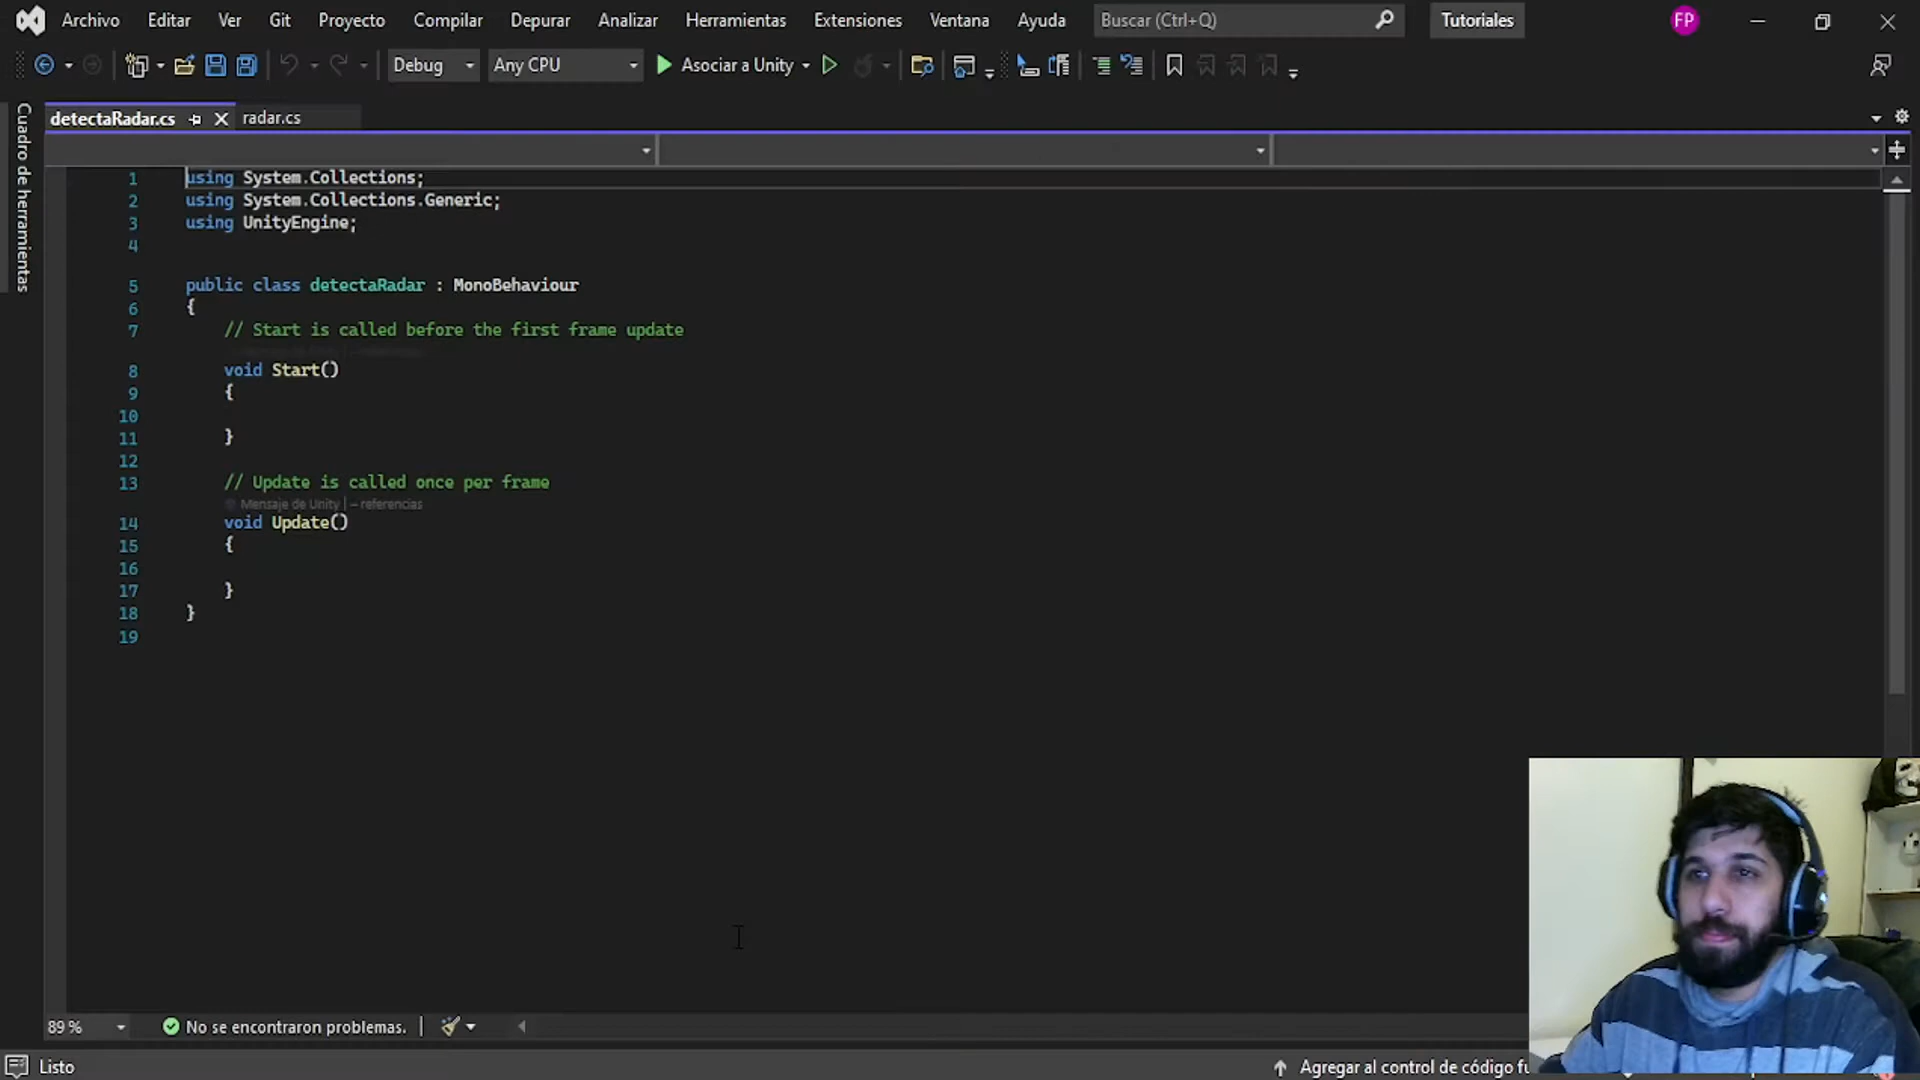 Archivo Editar Ver Git Proyecto Compilar Depurar Analizar Herramientas Extensiones Ventana Ayuda Buscar (Ctrl+Q) Tutoriales FP
Debug Any CPU Asociar a Unity
Cuadro de herramientas
detectaRadar.cs radar.cs
1 using System.Collections;
2 using System.Collections.Generic;
3 using UnityEngine;
4
5 public class detectaRadar : MonoBehaviour
6 {
7 // Start is called before the first frame update
8 void Start()
9 {
10
11 }
12
13 // Update is called once per frame
Mensaje de Unity | – referencias
14 void Update()
15 {
16
17 }
18 }
19
89 % No se encontraron problemas.
Listo Agregar al control de código fu